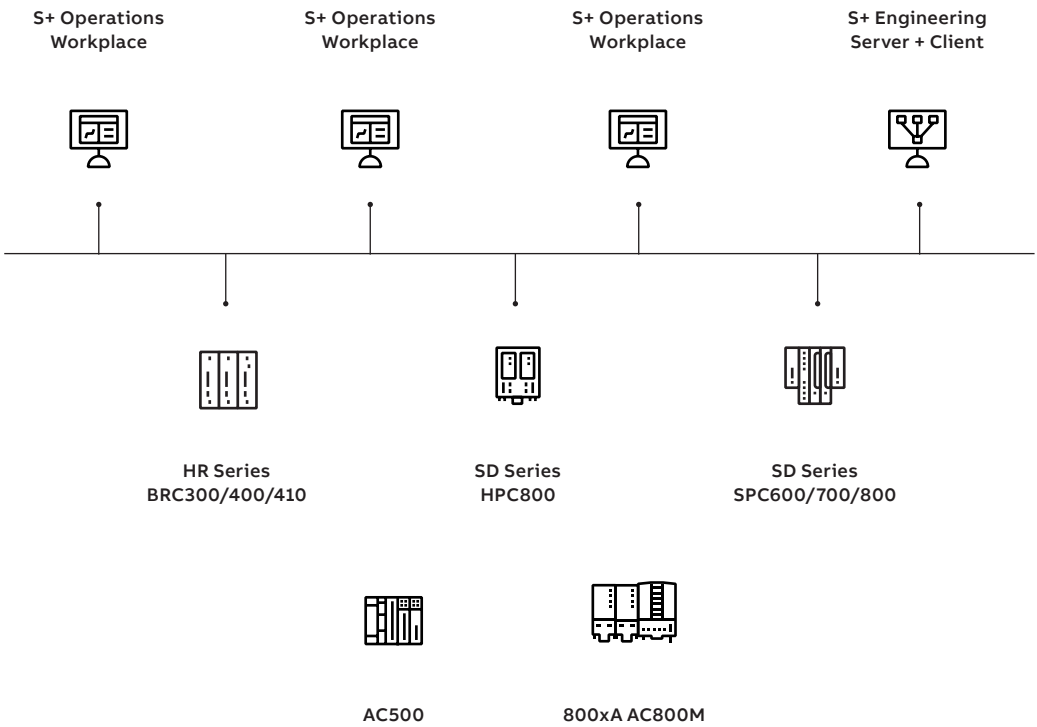 S+ Operations
Workplace
S+ Operations
Workplace
S+ Operations
Workplace
S+ Engineering
Server + Client
HR Series
BRC300/400/410
SD Series
HPC800
SD Series
SPC600/700/800
AC500
800xA AC800M